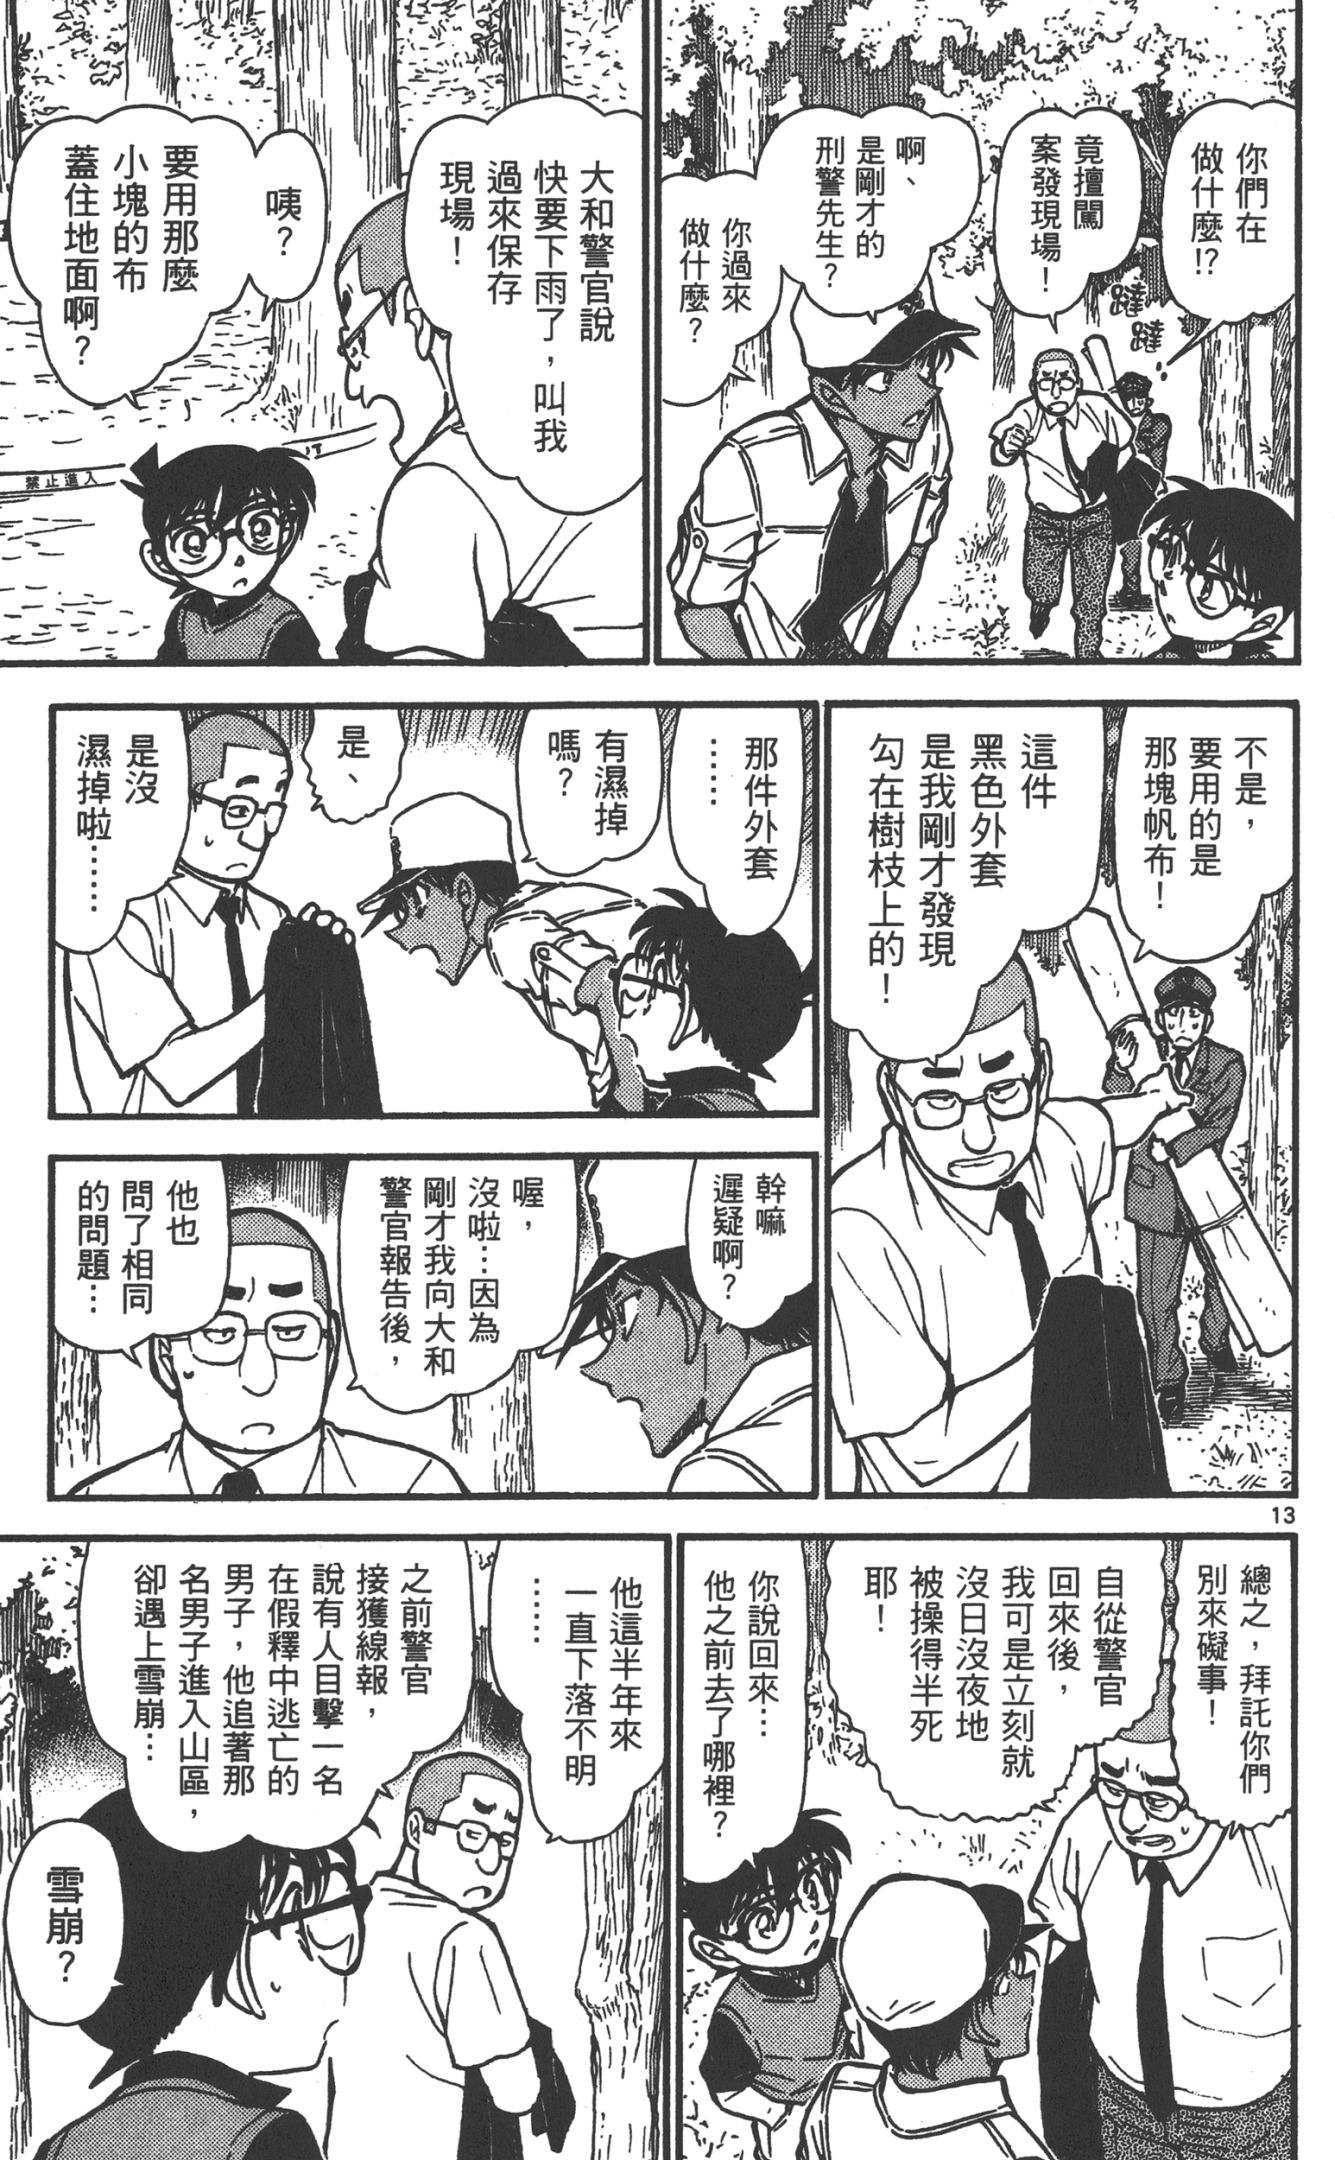 你們在
做什麼!?
竟擅闖
案發現場!
躂
躂
啊、
是剛才的
刑警先生?
你過來
做什麼?
大和警官說
快要下雨了，叫我
過來保存
現場!
咦?
要用那麼
小塊的布
蓋住地面啊?
禁止進入
不是，
要用的是
那塊帆布!
這件
黑色外套
是我剛才發現
勾在樹枝上的!
那件外套
……
有濕掉
嗎?
是、
是沒
濕掉啦……
幹嘛
遲疑啊?
喔，
沒啦…因為
剛才我向大和
警官報告後，
他也
問了相同
的問題…
13
總之，拜託你們
別來礙事!
自從警官
回來後，
我可是立刻就
沒日沒夜地
被操得半死
耶!
你說回來…
他之前去了哪裡?
他這半年來
一直下落不明
……
之前警官
接獲線報，
說有人目擊一名
在假釋中逃亡的
男子，他追著那
名男子進入山區，
卻遇上雪崩…
雪崩?